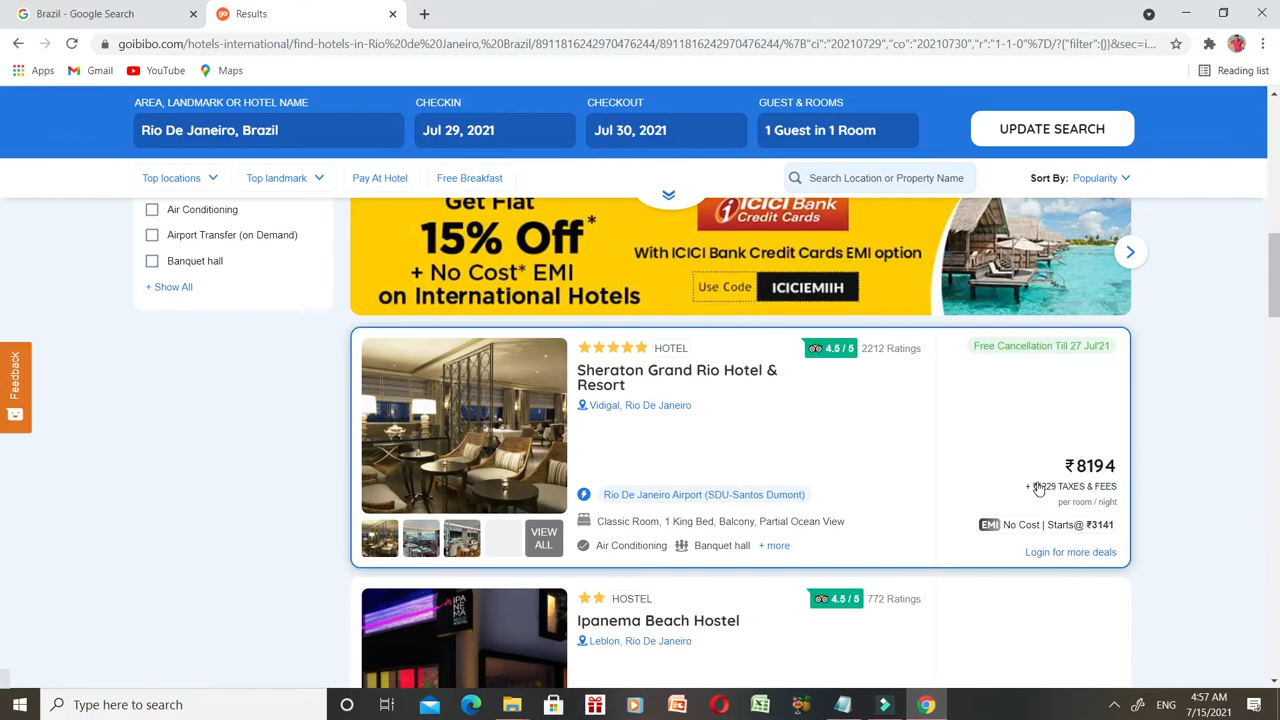 Brazil - Google Search
Results
goibibo.com/hotels-international/find-hotels-in-Rio%20de%20Janeiro,%20Brazil/8911816242970476244/8911816242970476244/%7B"ci":"20210729","co":"20210730","r":"1-1-0"%7D/?{"filter":{}}&sec=i...
Apps
Gmail
YouTube
Maps
Reading list
AREA, LANDMARK OR HOTEL NAME
CHECKIN
CHECKOUT
GUEST & ROOMS
Rio De Janeiro, Brazil
Jul 29, 2021
Jul 30, 2021
1 Guest in 1 Room
UPDATE SEARCH
Top locations
Top landmark
Pay At Hotel
Free Breakfast
Search Location or Property Name
Sort By: Popularity
Air Conditioning
Airport Transfer (on Demand)
Banquet hall
+ Show All
Get Flat
15% Off*
+ No Cost* EMI
on International Hotels
ICICI Bank
Credit Cards
With ICICI Bank Credit Cards EMI option
Use Code ICICIEMIIH
Feedback
HOTEL
4.5 / 5 2212 Ratings
Free Cancellation Till 27 Jul'21
Sheraton Grand Rio Hotel &
Resort
Vidigal, Rio De Janeiro
₹8194
TAXES & FEES
per room / night
Rio De Janeiro Airport (SDU-Santos Dumont)
Classic Room, 1 King Bed, Balcony, Partial Ocean View
EMI No Cost | Starts@ ₹3141
Air Conditioning
Banquet hall
+ more
Login for more deals
VIEW
ALL
HOSTEL
4.5 / 5 772 Ratings
Ipanema Beach Hostel
Leblon, Rio De Janeiro
IPA
NEMA
Type here to search
ENG
4:57 AM
7/15/2021